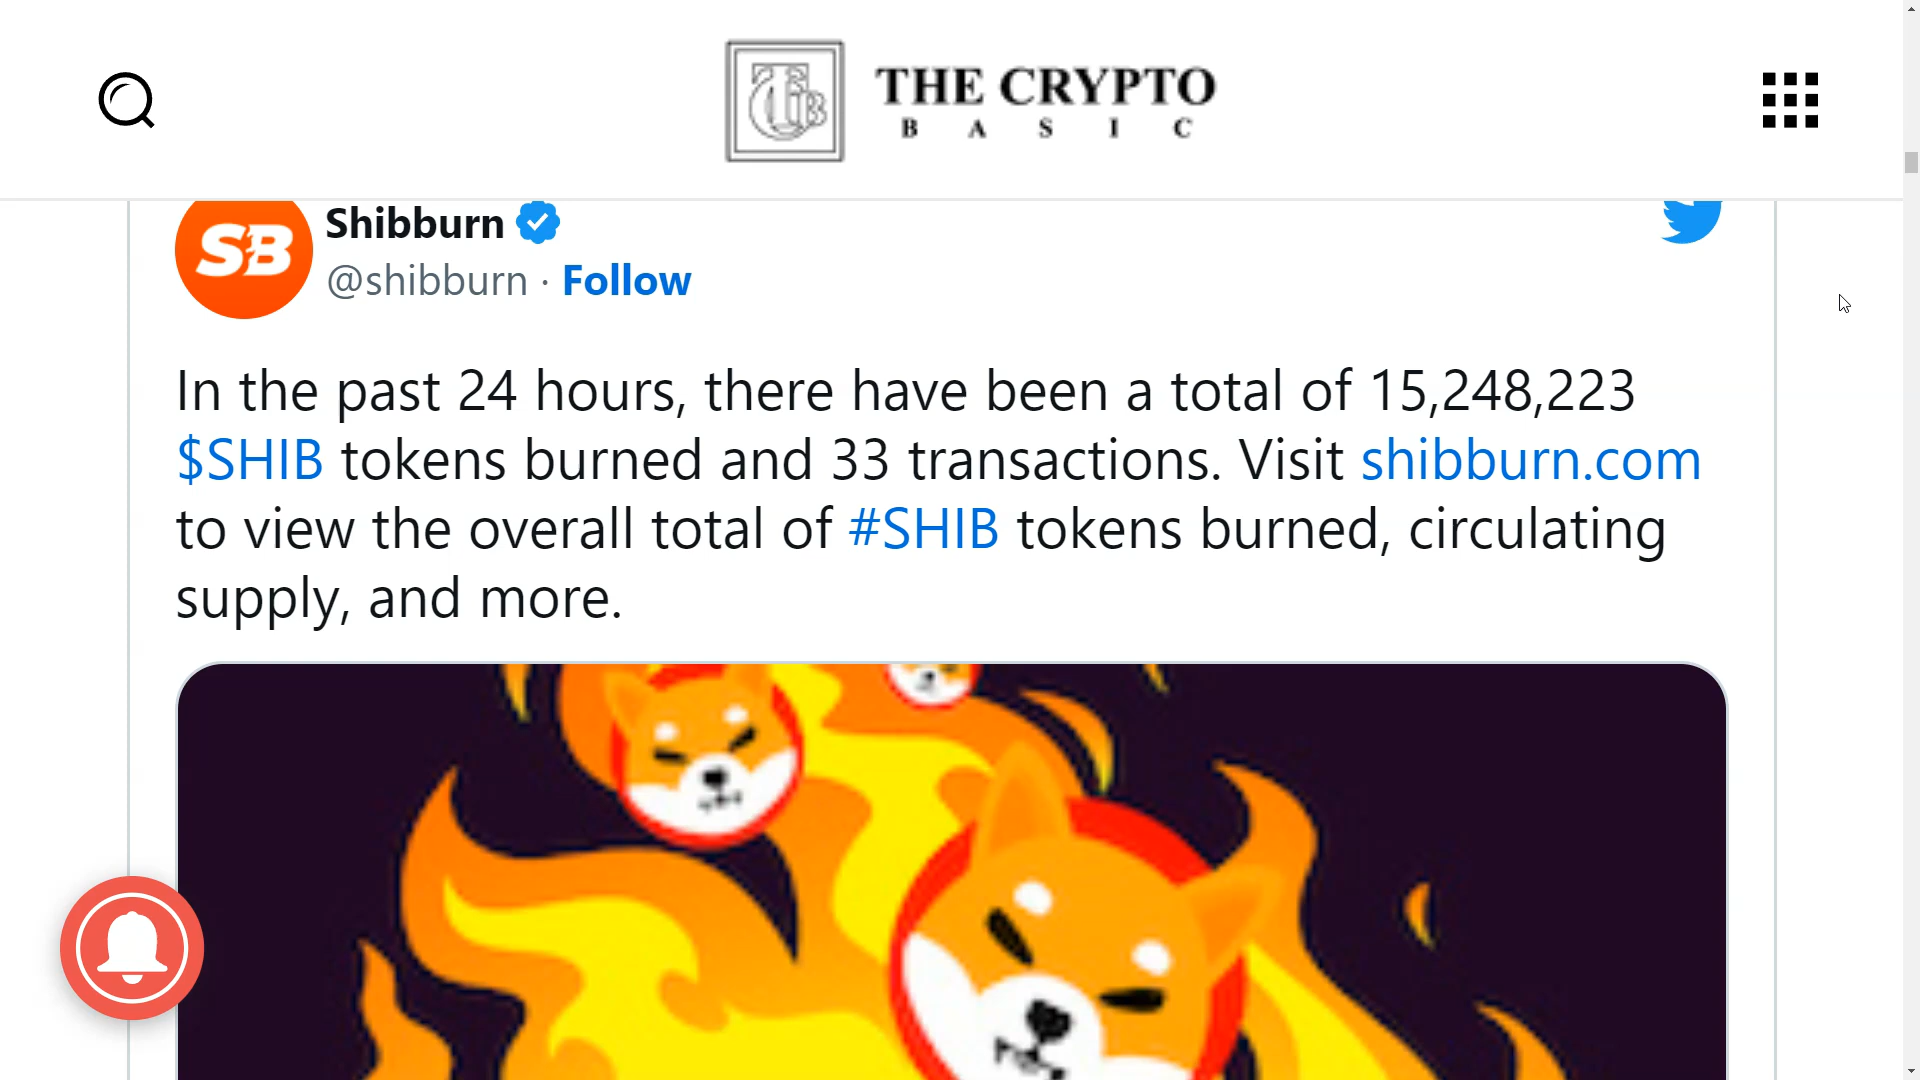 THE CRYPTO
BASIC
SB
Shibburn
@shibburn · Follow
In the past 24 hours, there have been a total of 15,248,223
$SHIB tokens burned and 33 transactions. Visit shibburn.com
to view the overall total of #SHIB tokens burned, circulating
supply, and more.